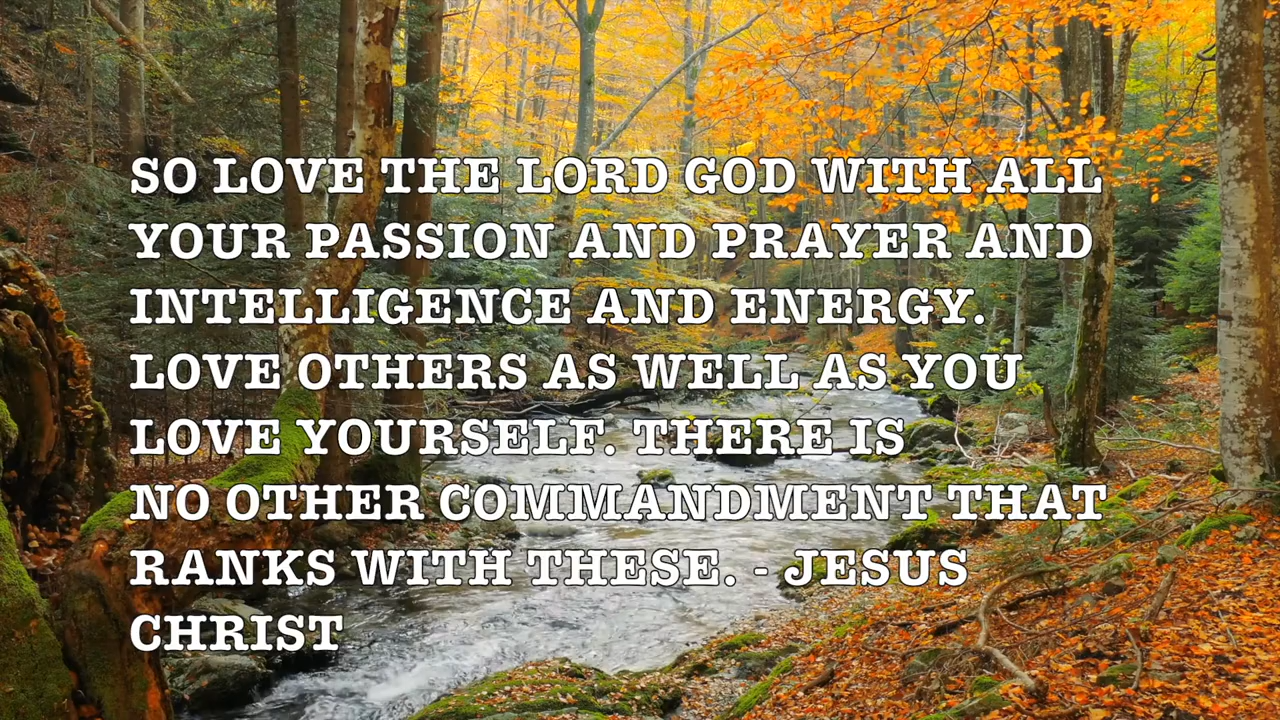 SO LOVE THE LORD GOD WITH ALL
YOUR PASSION AND PRAYER AND
INTELLIGENCE AND ENERGY.
LOVE OTHERS AS WELL AS YOU
LOVE YOURSELF. THERE IS
NO OTHER COMMANDMENT THAT
RANKS WITH THESE. - JESUS
CHRIST